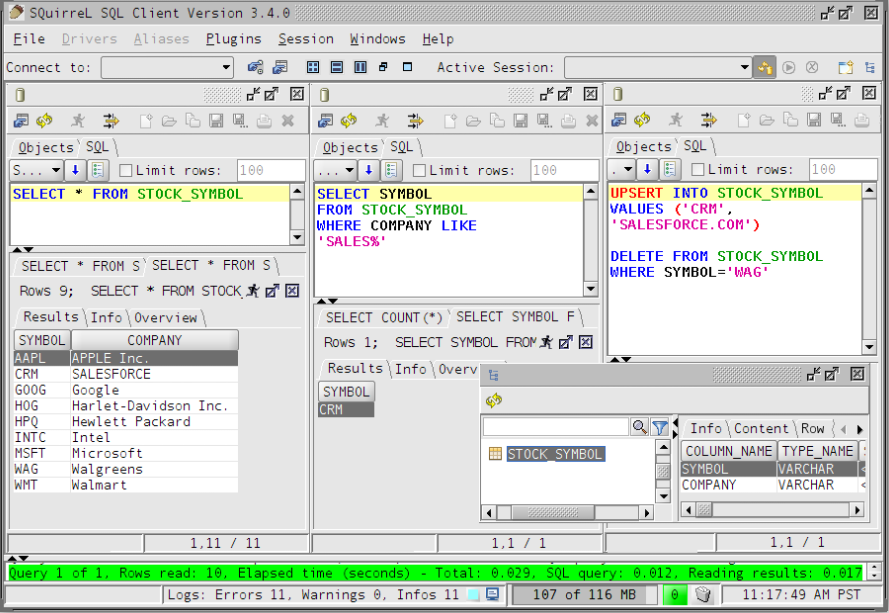 SQuirreL SQL Client Version 3.4.0
File Drivers Aliases Plugins Session Windows Help
Connect to: Active Session:
Objects SQL
S... Limit rows: 100
SELECT * FROM STOCK_SYMBOL
SELECT * FROM S SELECT * FROM S
Rows 9; SELECT * FROM STOCK
Results Info Overview
SYMBOL COMPANY
AAPL APPLE Inc.
CRM SALESFORCE
GOOG Google
HOG Harlet-Davidson Inc.
HPQ Hewlett Packard
INTC Intel
MSFT Microsoft
WAG Walgreens
WMT Walmart
1,11 / 11
Objects SQL
... Limit rows: 100
SELECT SYMBOL
FROM STOCK_SYMBOL
WHERE COMPANY LIKE
'SALES%'
SELECT COUNT(*) SELECT SYMBOL F
Rows 1; SELECT SYMBOL FROM
Results Info Overv
SYMBOL
CRM
1,1 / 1
Objects SQL
. Limit rows: 100
UPSERT INTO STOCK_SYMBOL
VALUES ('CRM',
'SALESFORCE.COM')
DELETE FROM STOCK_SYMBOL
WHERE SYMBOL='WAG'
STOCK_SYMBOL
Info Content Row
COLUMN_NAME TYPE_NAME
SYMBOL VARCHAR <
COMPANY VARCHAR <
1,1 / 1
Query 1 of 1, Rows read: 10, Elapsed time (seconds) - Total: 0.029, SQL query: 0.012, Reading results: 0.017
Logs: Errors 11, Warnings 0, Infos 11 107 of 116 MB 0 11:17:49 AM PST